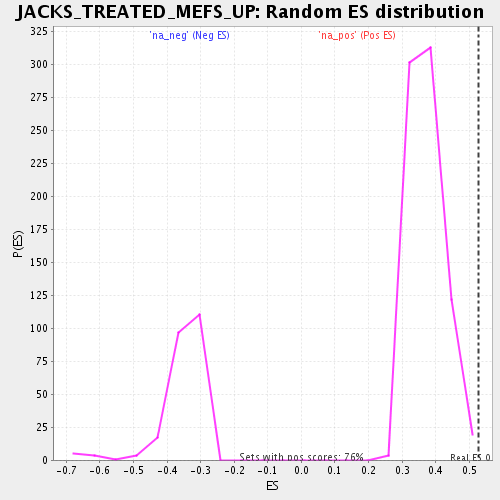 JACKS_TREATED_MEFS_UP: Random ES distribution
'na_neg' (Neg ES) 'na_pos' (Pos ES)
325
300
275
250
225
200
175
150
125
100
75
50
25
0
P(ES)
Sets with pos scores: 76%
Real ES 0
-0.7 -0.6 -0.5 -0.4 -0.3 -0.2 -0.1 0.0 0.1 0.2 0.3 0.4 0.5
ES